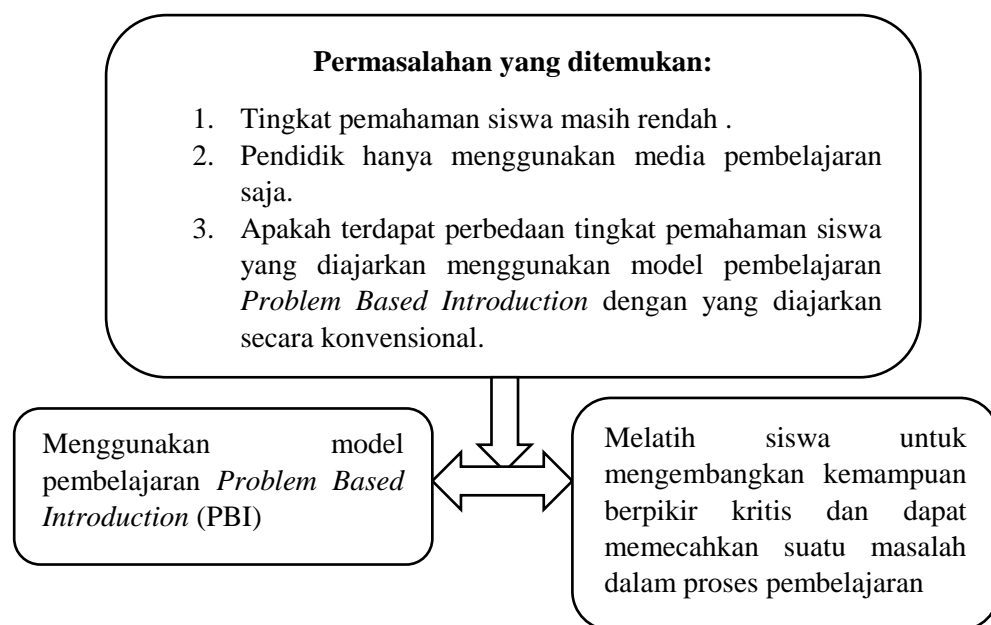 Permasalahan yang ditemukan:
1. Tingkat pemahaman siswa masih rendah .
2. Pendidik hanya menggunakan media pembelajaran
saja.
3. Apakah terdapat perbedaan tingkat pemahaman siswa
yang diajarkan menggunakan model pembelajaran
Problem Based Introduction dengan yang diajarkan
secara konvensional.
Menggunakan model
pembelajaran Problem Based
Introduction (PBI)
Melatih siswa untuk
mengembangkan kemampuan
berpikir kritis dan dapat
memecahkan suatu masalah
dalam proses pembelajaran